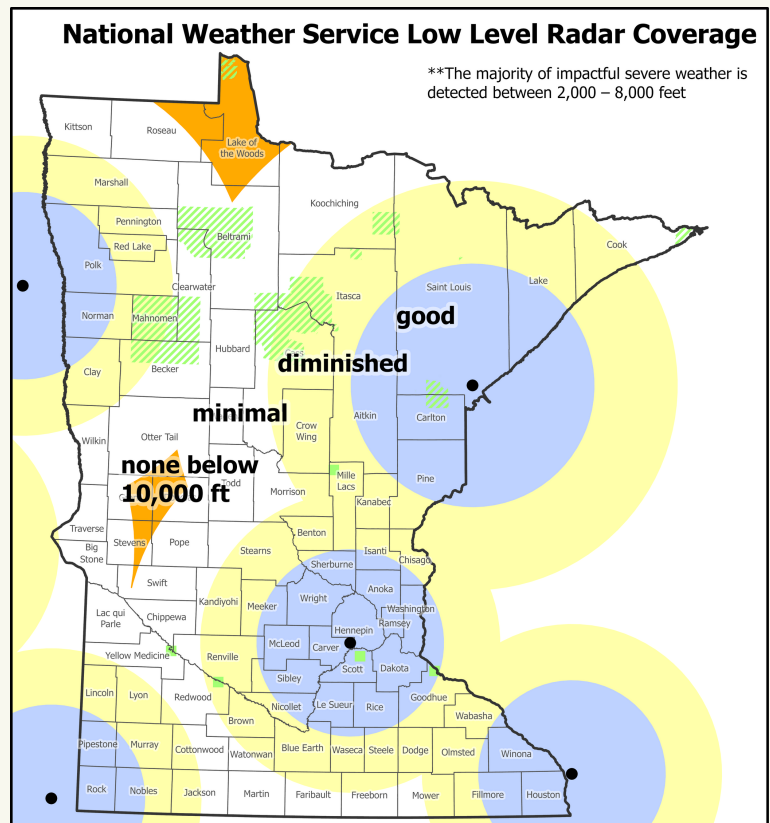 National Weather Service Low Level Radar Coverage
**The majority of impactful severe weather is
detected between 2,000 – 8,000 feet
Kittson
Roseau
Lake of
the Woods
Marshall
Koochiching
Pennington
Beltrami
Cook
Red Lake
Polk
Lake
Clearwater
Saint Louis
Itasca
Norman
Mahnomen
good
Hubbard
Cass
diminished
Clay
Becker
minimal
Aitkin
Carlton
Crow
Wing
Wilkin
Otter Tail
none below
10,000 ft
Todd
Mille
Lacs
Pine
Morrison
Kanabec
Traverse
Stevens
Pope
Benton
Big
Stone
Stearns
Isanti
Chisago
Sherburne
Swift
Anoka
Kandiyohi
Meeker
Wright
Washington
Lac qui
Parle
Chippewa
Hennepin
Ramsey
McLeod
Carver
Yellow Medicine
Renville
Scott
Dakota
Sibley
Lincoln
Lyon
Redwood
Nicollet
Le Sueur
Rice
Goodhue
Brown
Wabasha
Pipestone
Murray
Cottonwood
Watonwan
Blue Earth
Waseca
Steele
Dodge
Olmsted
Winona
Rock
Nobles
Jackson
Martin
Faribault
Freeborn
Mower
Fillmore
Houston